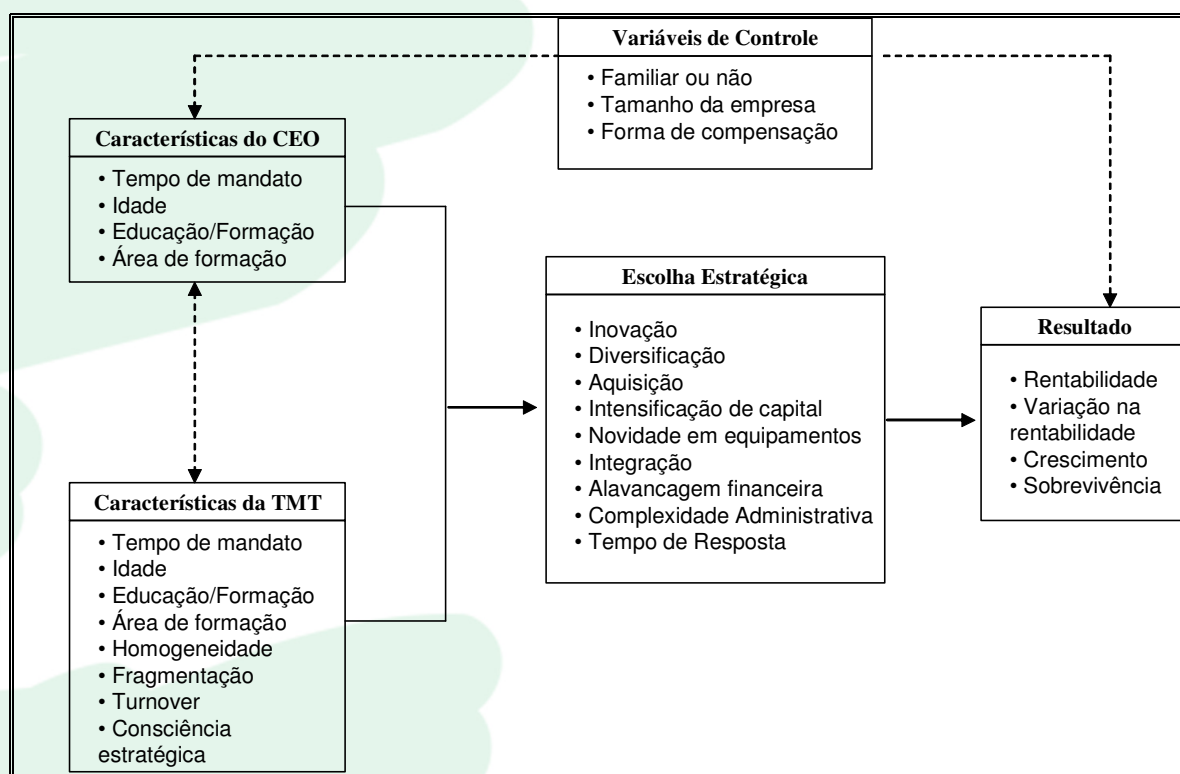 Variáveis de Controle
• Familiar ou não
• Tamanho da empresa
• Forma de compensação
Características do CEO
• Tempo de mandato
• Idade
• Educação/Formação
• Área de formação
Escolha Estratégica
• Inovação
• Diversificação
• Aquisição
• Intensificação de capital
• Novidade em equipamentos
• Integração
• Alavancagem financeira
• Complexidade Administrativa
• Tempo de Resposta
Resultado
• Rentabilidade
• Variação na
rentabilidade
• Crescimento
• Sobrevivência
Características da TMT
• Tempo de mandato
• Idade
• Educação/Formação
• Área de formação
• Homogeneidade
• Fragmentação
• Turnover
• Consciência
estratégica